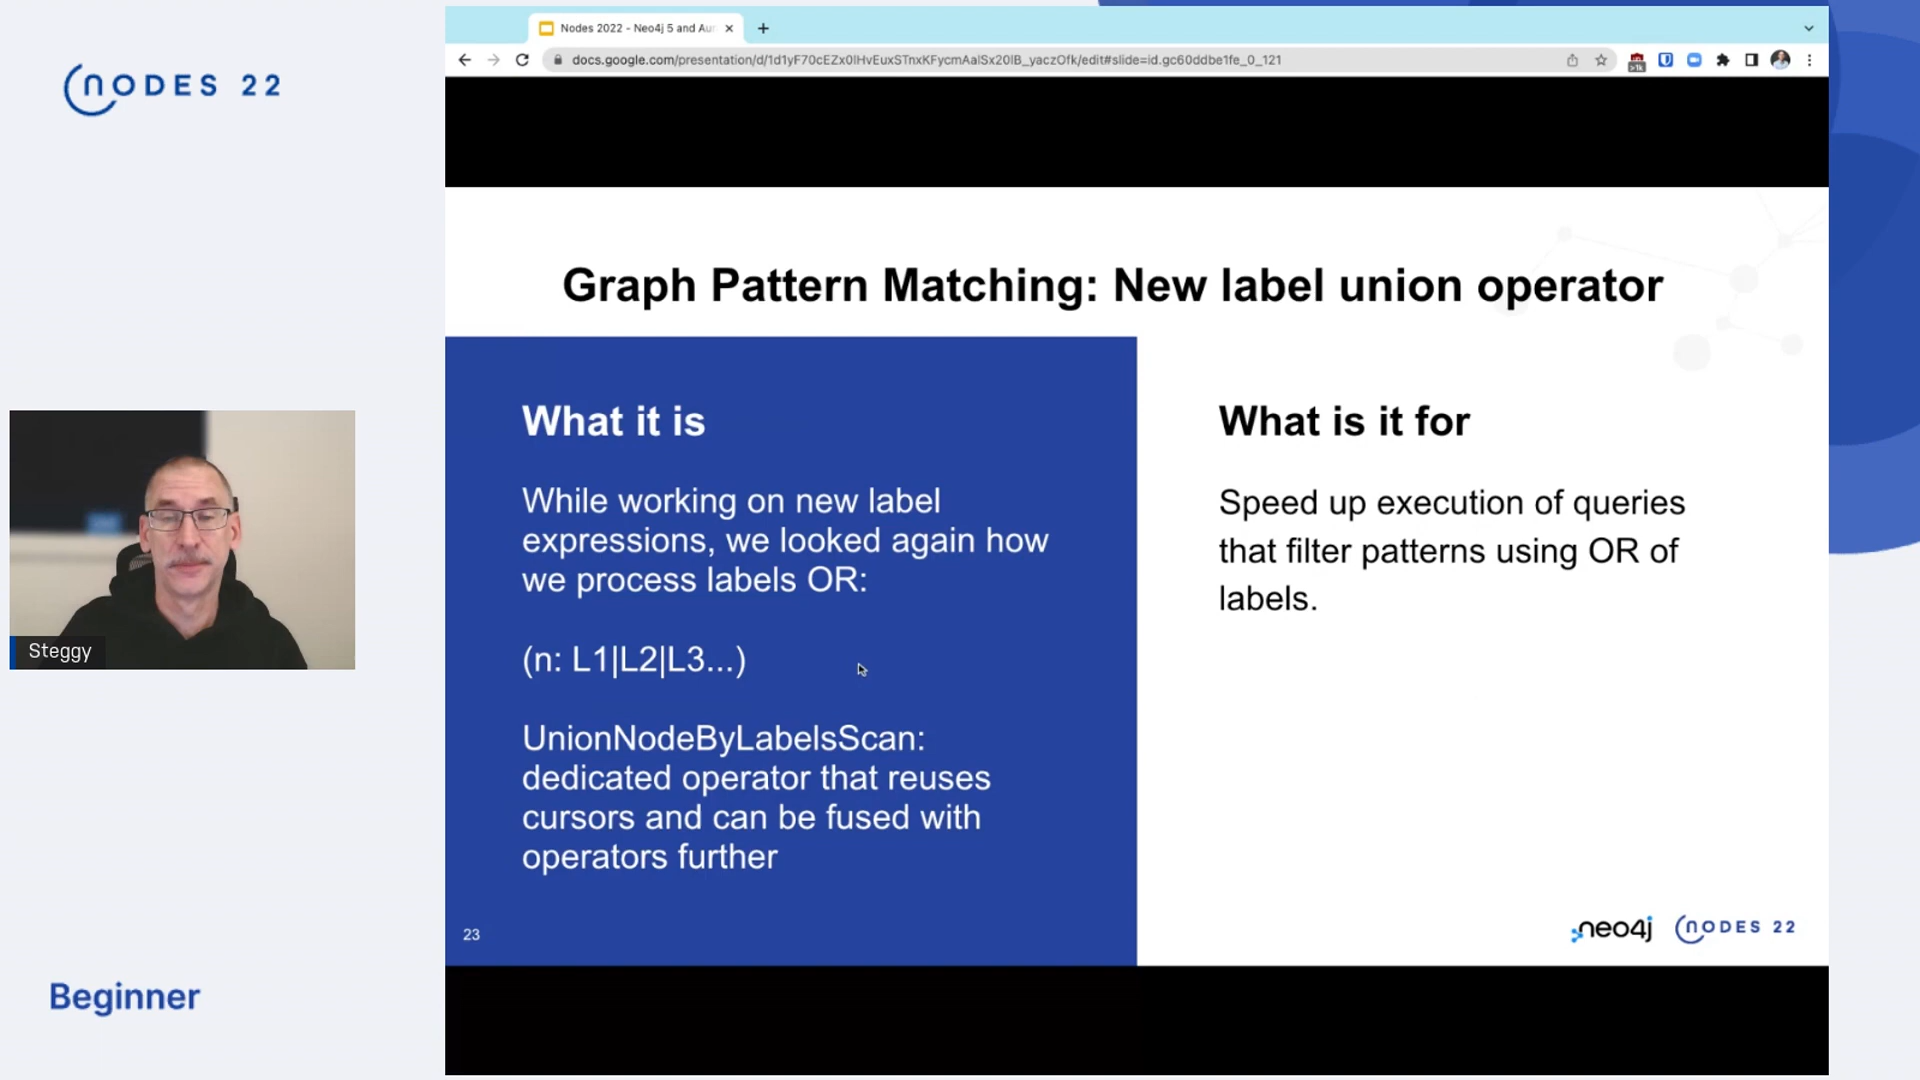 NODES 22
Nodes 2022 - Neo4j 5 and Au
docs.google.com/presentation/d/1d1yF70cEZx0IHvEuxSTnxKFycmAaISx20IB_yaczOfk/edit#slide=id.gc60ddbe1fe_0_121
Graph Pattern Matching: New label union operator
What it is
While working on new label
expressions, we looked again how
we process labels OR:
(n: L1|L2|L3...)
UnionNodeByLabelsScan:
dedicated operator that reuses
cursors and can be fused with
operators further
23
What is it for
Speed up execution of queries
that filter patterns using OR of
labels.
neo4j
NODES 22
Steggy
Beginner